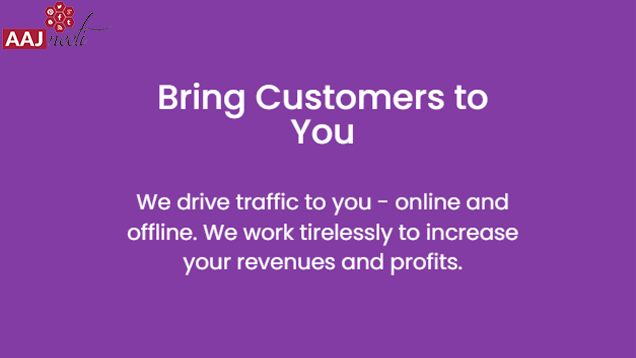 AAJ
neeti
Bring Customers to
You
We drive traffic to you - online and
offline. We work tirelessly to increase
your revenues and profits.